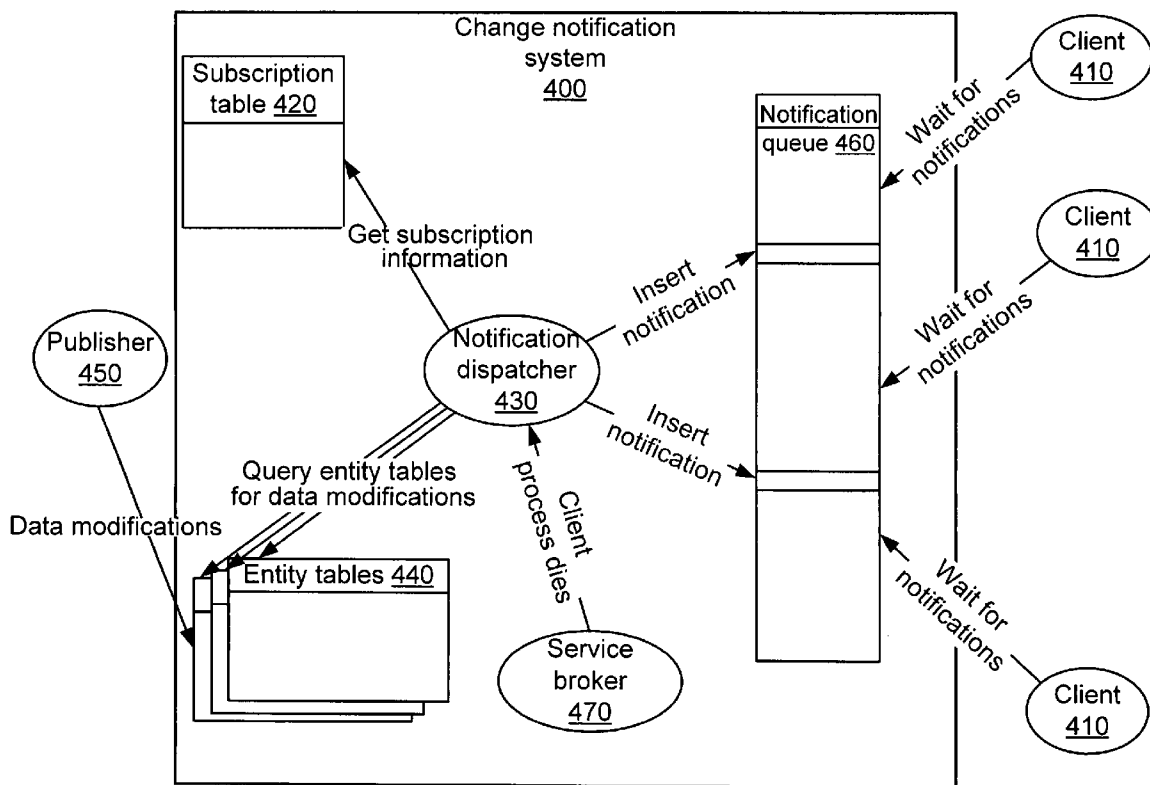 Change notification
system
400
Subscription
table 420
Notification
queue 460
Client
410
Wait for
notifications
Client
410
Wait for
notifications
Get subscription
information
Insert
notification
Publisher
450
Notification
dispatcher
430
Insert
notification
Query entity tables
for data modifications
Data modifications
Client
process dies
Entity tables 440
Service
broker
470
Wait for
notifications
Client
410